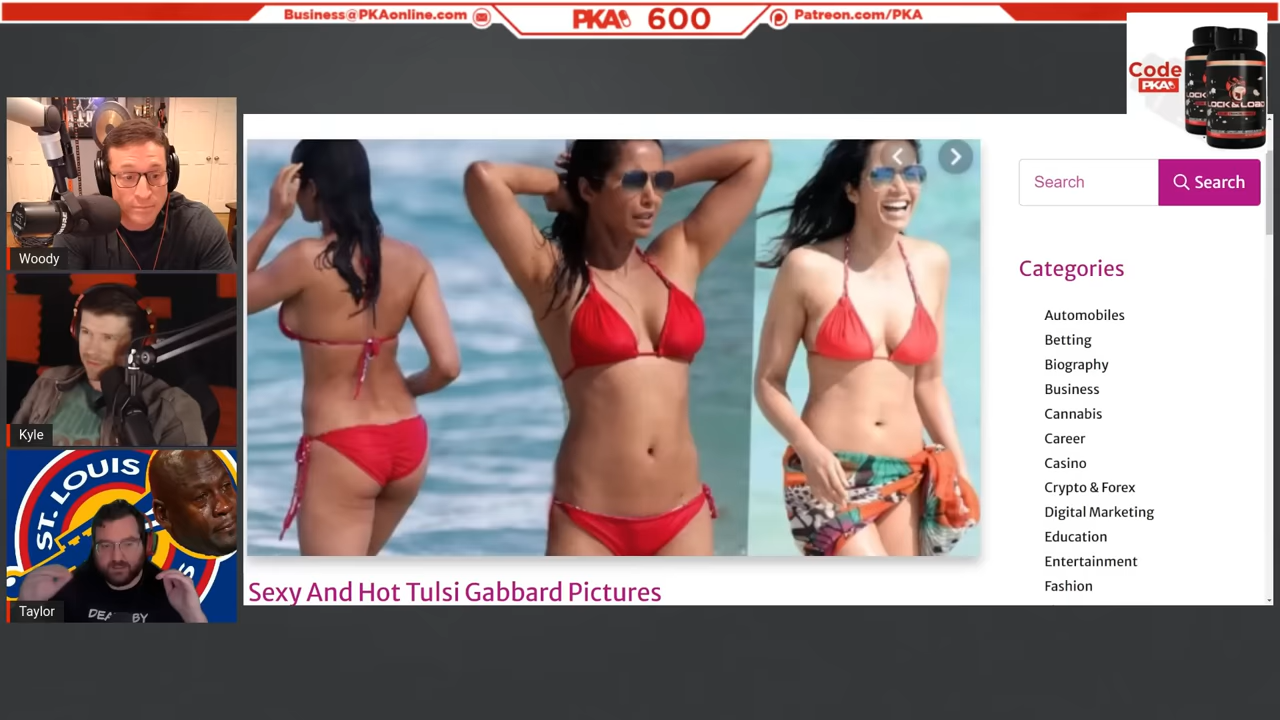 Business@PKAonline.com
PKA 600
Patreon.com/PKA
Code
PKA
LOCK & LOAD
Woody
Kyle
ST. LOUIS
Taylor
Search
Search
Categories
Automobiles
Betting
Biography
Business
Cannabis
Career
Casino
Crypto & Forex
Digital Marketing
Education
Entertainment
Fashion
Sexy And Hot Tulsi Gabbard Pictures